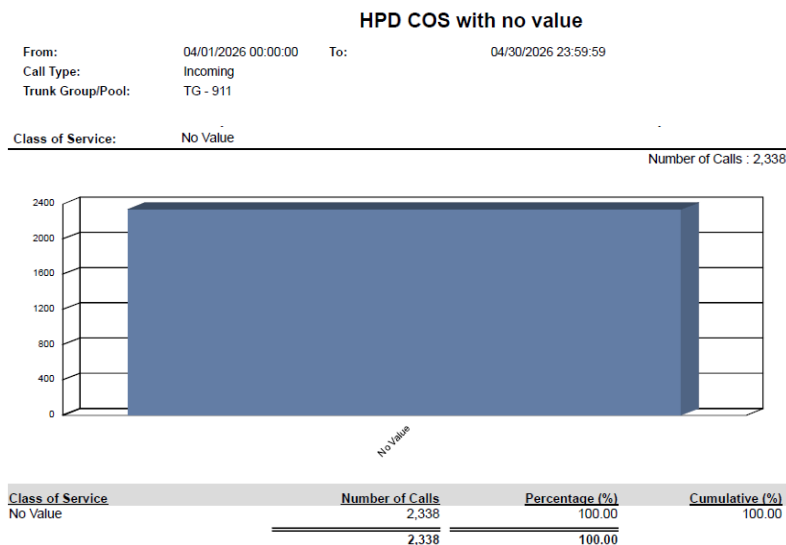 HPD COS with no value
From: 04/01/2026 00:00:00 To: 04/30/2026 23:59:59
Call Type: Incoming
Trunk Group/Pool: TG - 911
Class of Service: No Value
Number of Calls : 2,338
2400
2000
1600
1200
800
400
0
No Value
Class of Service Number of Calls Percentage (%) Cumulative (%)
No Value 2,338 100.00 100.00
2,338 100.00